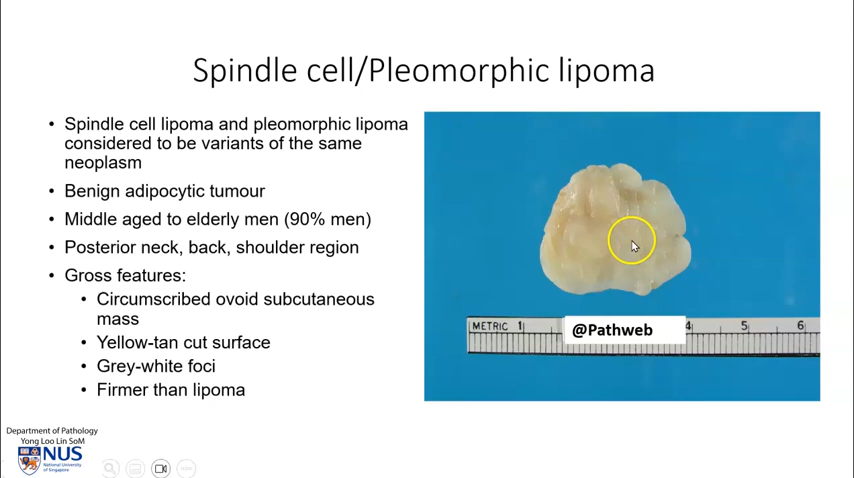 Spindle cell/Pleomorphic lipoma
• Spindle cell lipoma and pleomorphic lipoma
considered to be variants of the same
neoplasm
• Benign adipocytic tumour
• Middle aged to elderly men (90% men)
• Posterior neck, back, shoulder region
• Gross features:
• Circumscribed ovoid subcutaneous
mass
• Yellow-tan cut surface
• Grey-white foci
• Firmer than lipoma
METRIC 1 4 5 6
@Pathweb
Department of Pathology
Yong Loo Lin SoM
NUS
National University
of Singapore